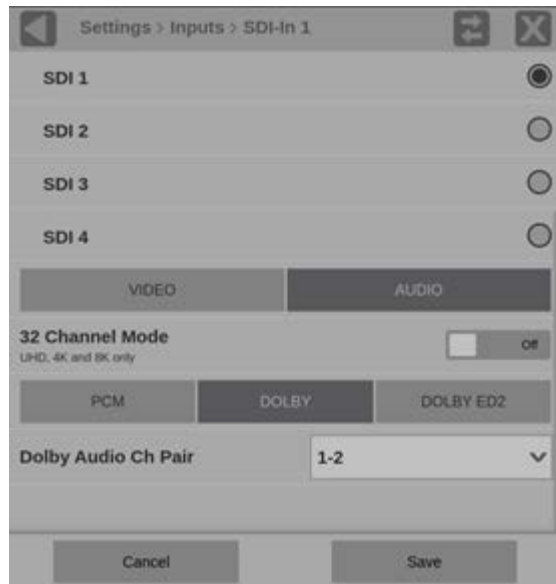 Settings > Inputs > SDI-In 1
SDI 1
SDI 2
SDI 3
SDI 4
VIDEO AUDIO
32 Channel Mode Off
UHD, 4K and 8K only
PCM DOLBY DOLBY ED2
Dolby Audio Ch Pair 1-2
Cancel Save